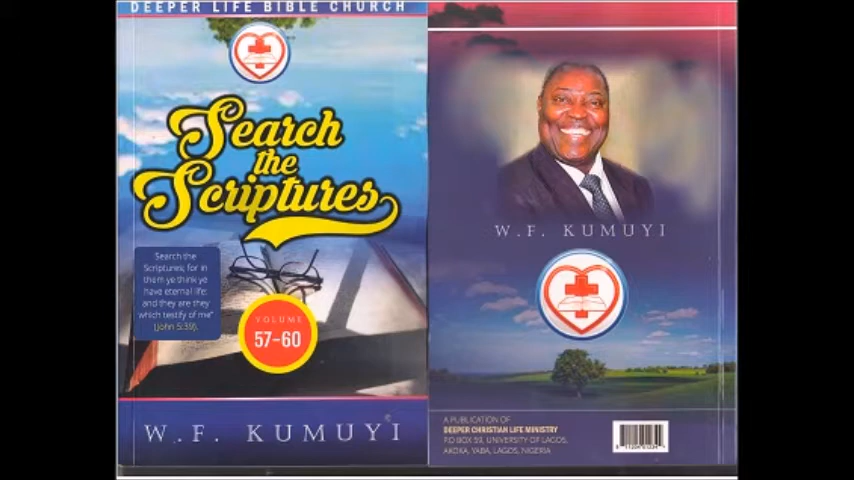 DEEPER LIFE BIBLE CHURCH
Search
the
Scriptures
Search the
Scriptures; for in
them ye think ye
have eternal life:
and they are they
which testify of me"
(John 5:39).
VOLUME
57-60
W. F. KUMUYI
W.F. KUMUYI
A PUBLICATION OF
DEEPER CHRISTIAN LIFE MINISTRY
P.O BOX 59, UNIVERSITY OF LAGOS,
AKOKA, YABA, LAGOS, NIGERIA